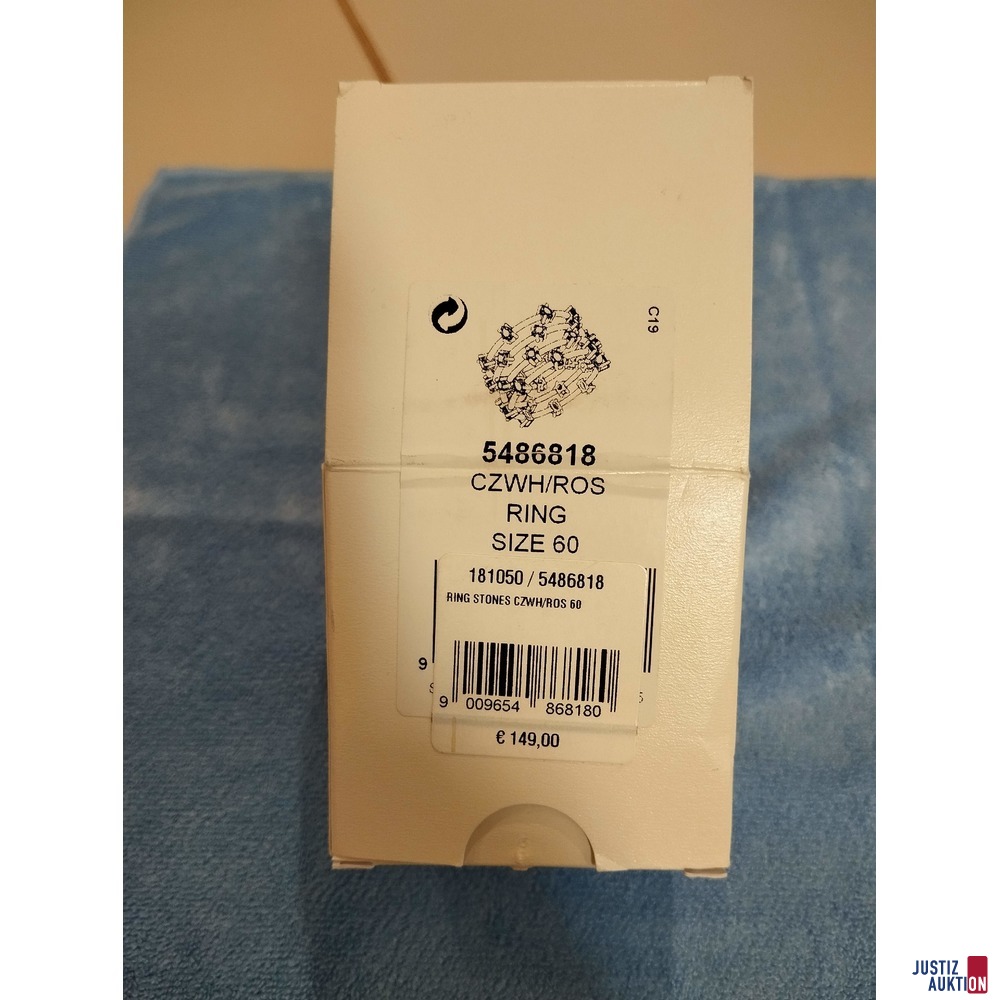 C19
5486818
CZWH/ROS
RING
SIZE 60
181050 / 5486818
RING STONES CZWH/ROS 60
9
9 009654 868180
€ 149,00
JUSTIZ
AUKTION